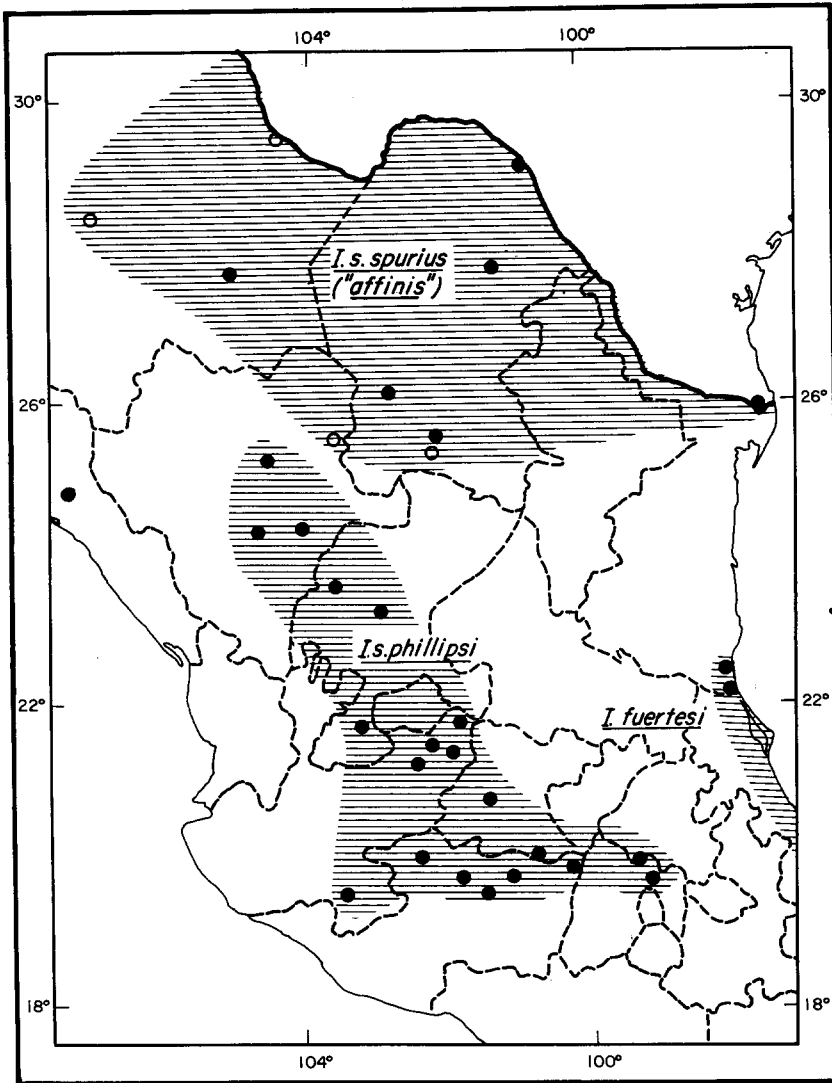 104° 100°
30° 30°
I.s.spurius
("affinis")
26° 26°
I.s.phillipsi
22° 22°
I. fuertesi
18° 18°
104° 100°